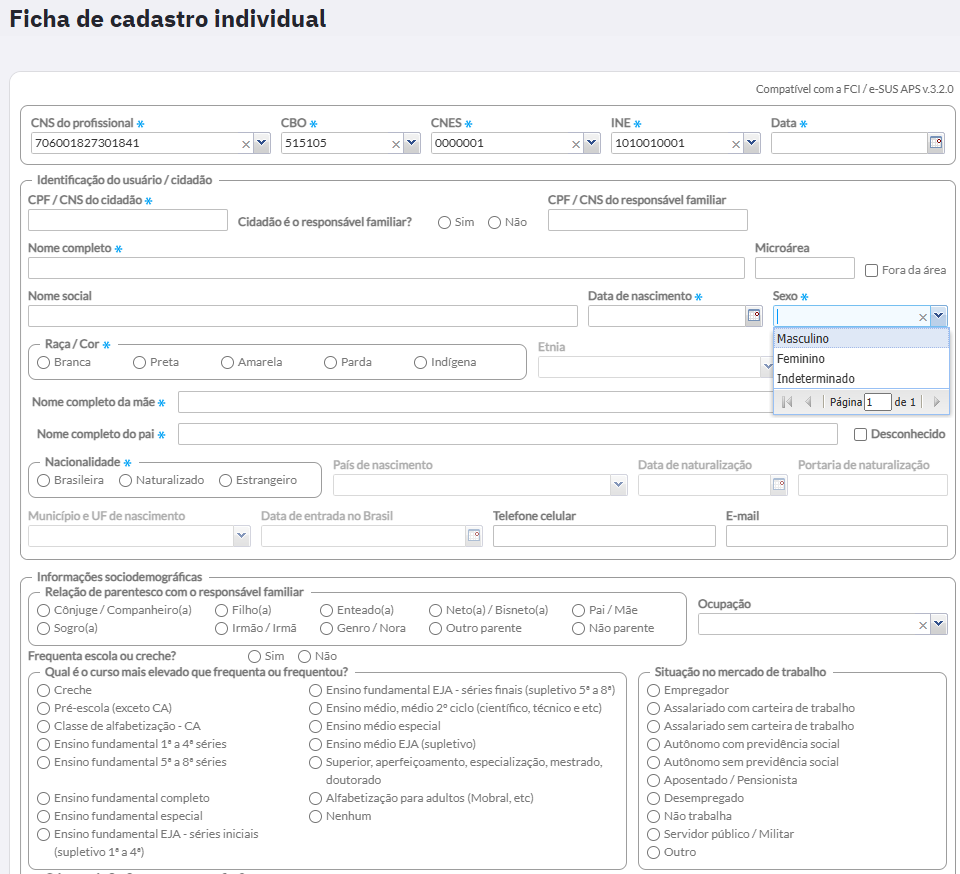 Ficha de cadastro individual
Compatível com a FCI / e-SUS APS v.3.2.0
CNS do profissional * CBO * CNES * INE * Data *
706001827301841 515105 0000001 1010010001
Identificação do usuário / cidadão
CPF / CNS do cidadão * CPF / CNS do responsável familiar
Cidadão é o responsável familiar? Sim Não
Nome completo * Microárea
Fora da área
Nome social Data de nascimento * Sexo *
Masculino
Feminino
Indeterminado
Página 1 de 1
Raça / Cor * Etnia
Branca Preta Amarela Parda Indígena
Nome completo da mãe *
Nome completo do pai * Desconhecido
Nacionalidade * País de nascimento Data de naturalização Portaria de naturalização
Brasileira Naturalizado Estrangeiro
Município e UF de nascimento Data de entrada no Brasil Telefone celular E-mail
Informações sociodemográficas
Relação de parentesco com o responsável familiar
Cônjuge / Companheiro(a) Filho(a) Enteado(a) Neto(a) / Bisneto(a) Pai / Mãe
Sogro(a) Irmão / Irmã Genro / Nora Outro parente Não parente
Ocupação
Frequenta escola ou creche? Sim Não
Qual é o curso mais elevado que frequenta ou frequentou?
Creche
Pré-escola (exceto CA)
Classe de alfabetização - CA
Ensino fundamental 1ª a 4ª séries
Ensino fundamental 5ª a 8ª séries
Ensino fundamental completo
Ensino fundamental especial
Ensino fundamental EJA - séries iniciais
(supletivo 1ª a 4ª)
Ensino fundamental EJA - séries finais (supletivo 5ª a 8ª)
Ensino médio, médio 2º ciclo (científico, técnico e etc)
Ensino médio especial
Ensino médio EJA (supletivo)
Superior, aperfeiçoamento, especialização, mestrado,
doutorado
Alfabetização para adultos (Mobral, etc)
Nenhum
Situação no mercado de trabalho
Empregador
Assalariado com carteira de trabalho
Assalariado sem carteira de trabalho
Autônomo com previdência social
Autônomo sem previdência social
Aposentado / Pensionista
Desempregado
Não trabalha
Servidor público / Militar
Outro